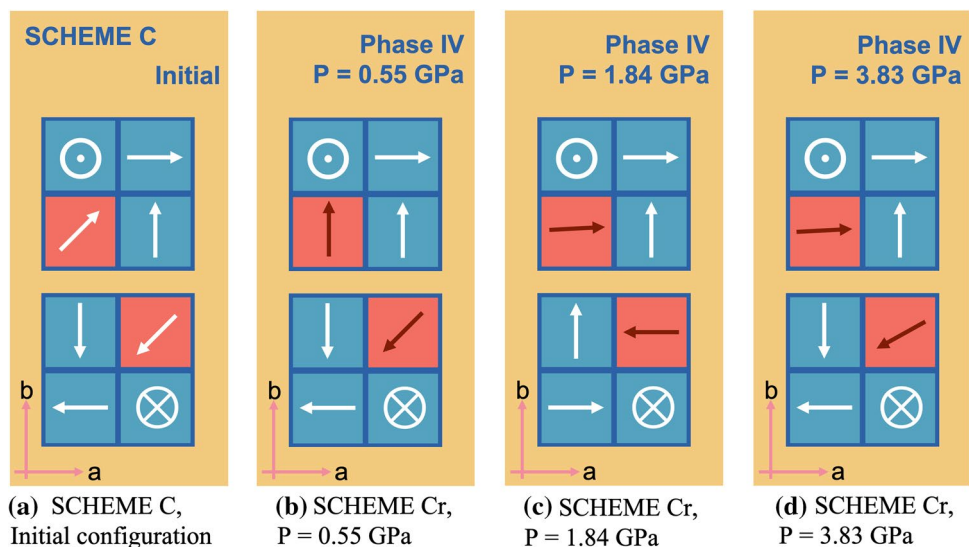 SCHEME C
Initial
b
a
(a) SCHEME C,
Initial configuration
Phase IV
P = 0.55 GPa
b
a
(b) SCHEME Cr,
P = 0.55 GPa
Phase IV
P = 1.84 GPa
b
a
(c) SCHEME Cr,
P = 1.84 GPa
Phase IV
P = 3.83 GPa
b
a
(d) SCHEME Cr,
P = 3.83 GPa